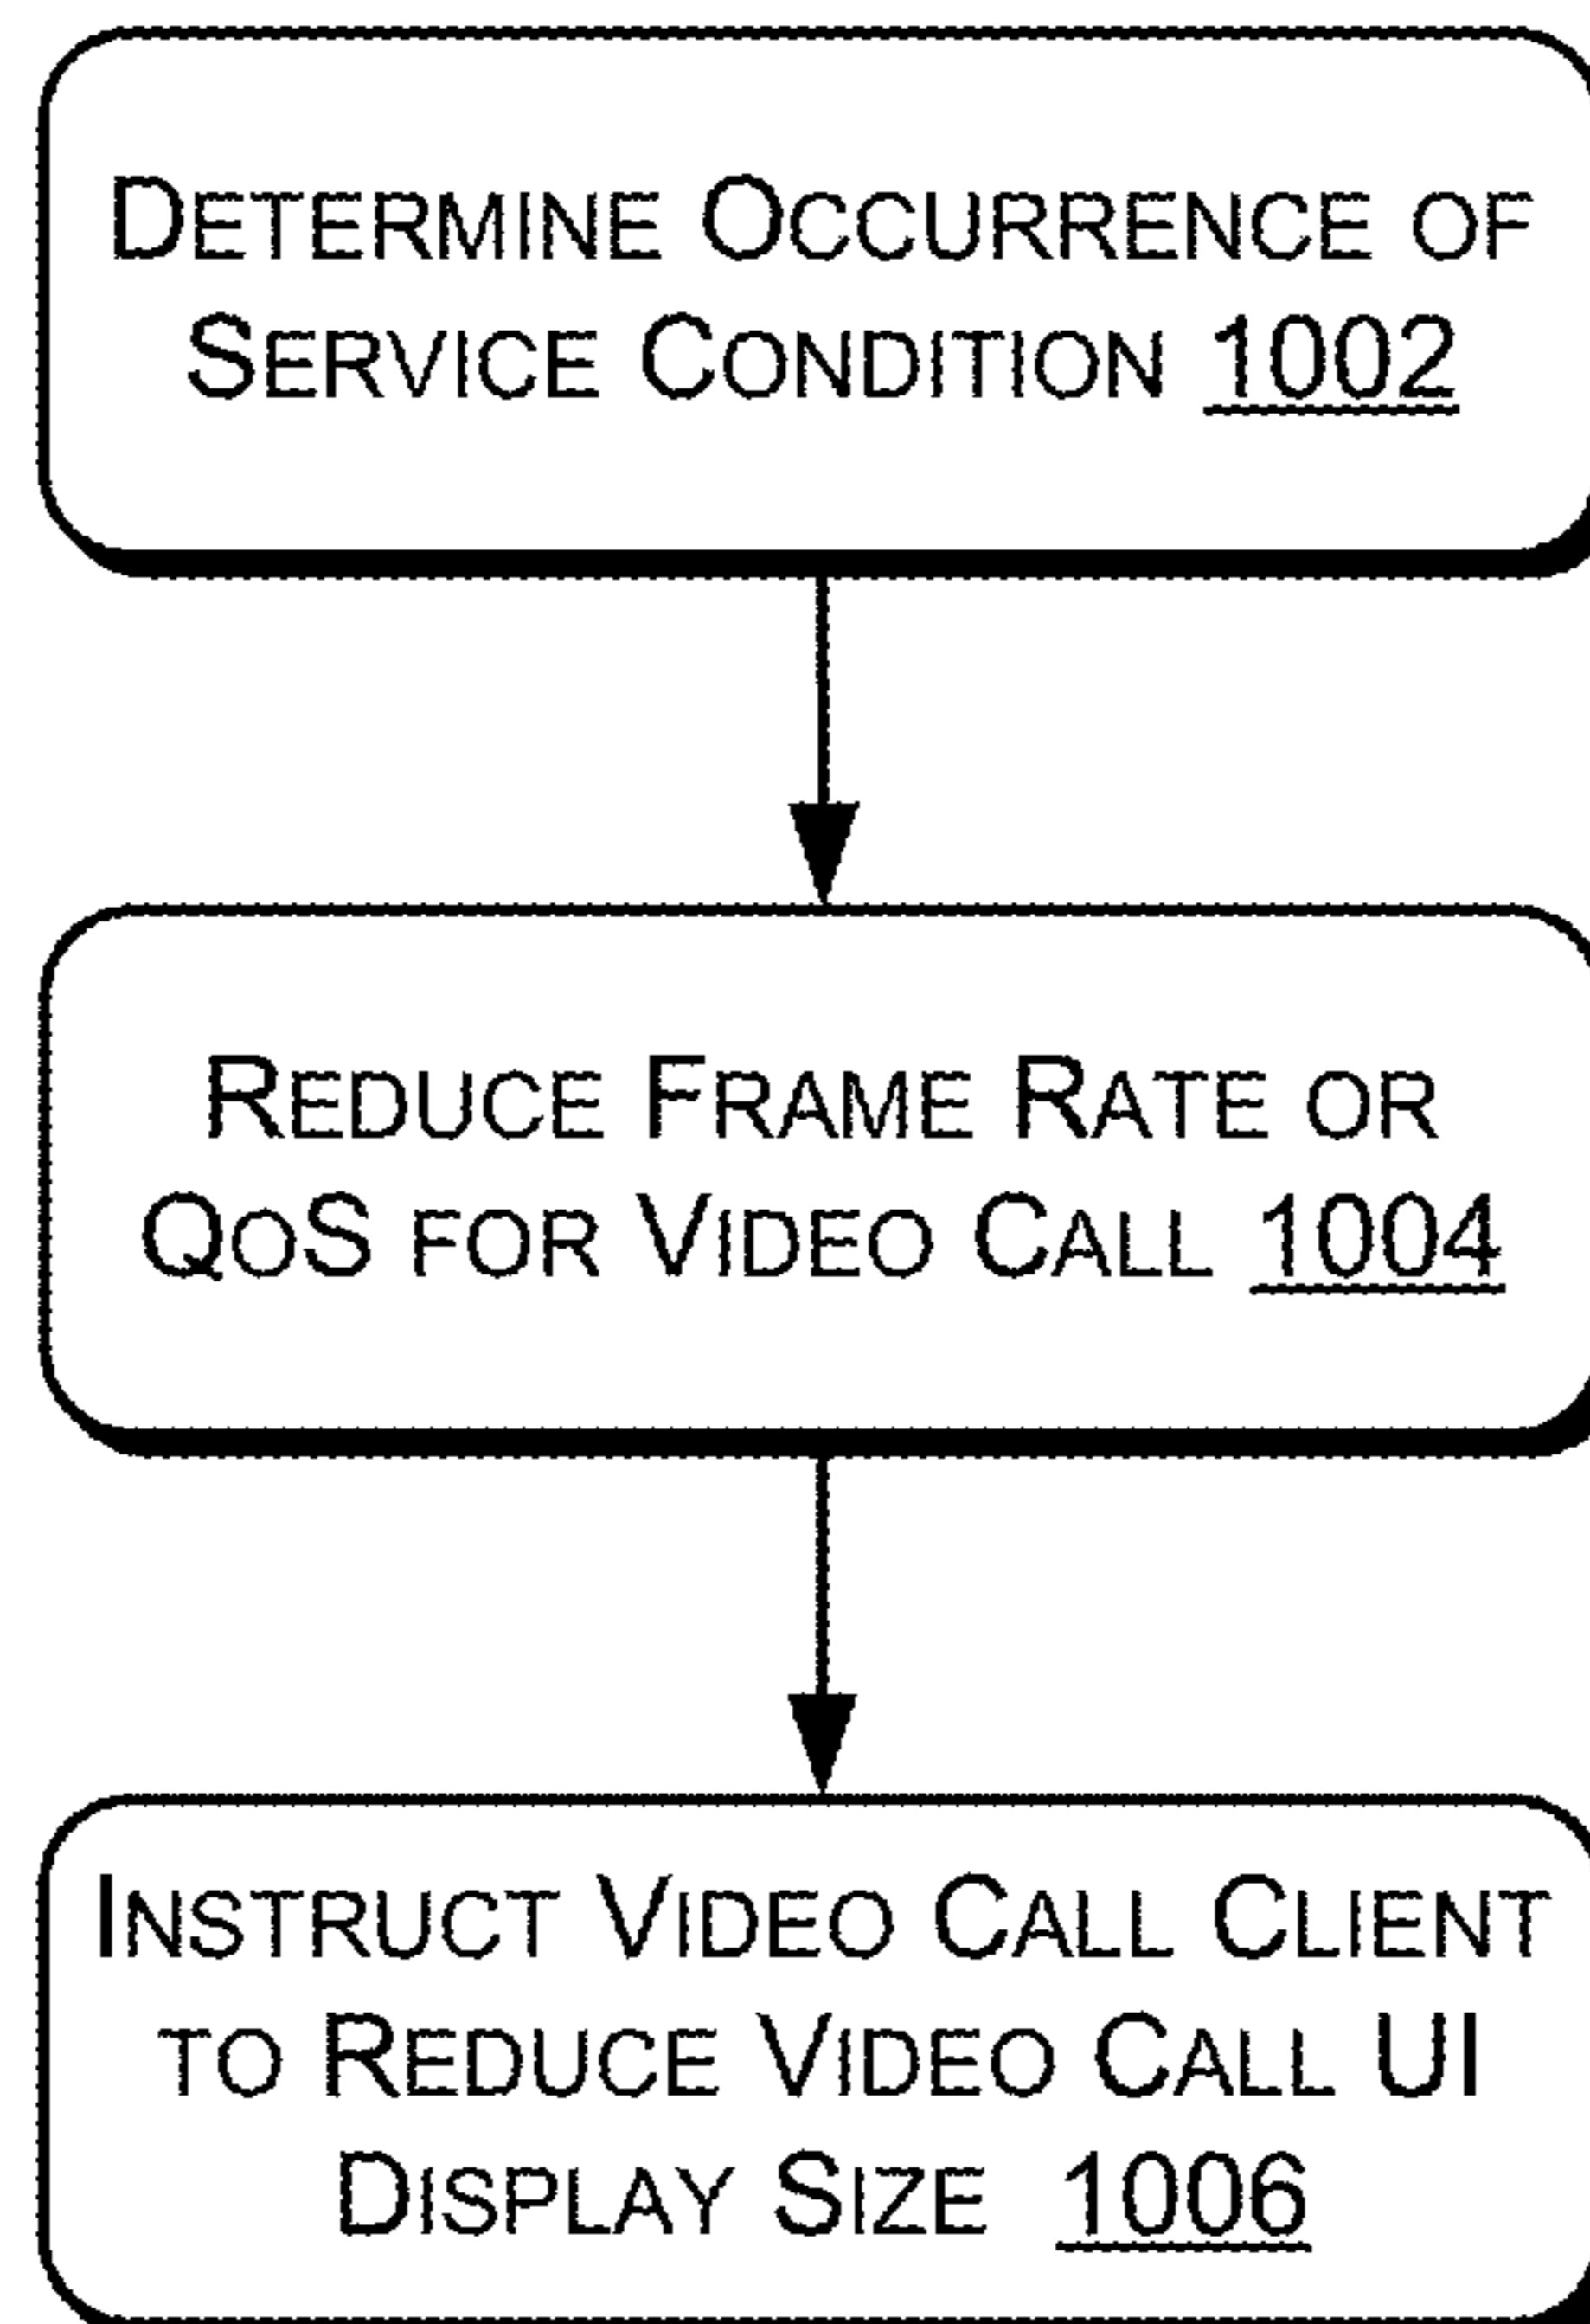 DETERMINE OCCURRENCE OF
SERVICE CONDITION 1002
REDUCE FRAME RATE OR
QOS FOR VIDEO CALL 1004
INSTRUCT VIDEO CALL CLIENT
TO REDUCE VIDEO CALL UI
DISPLAY SIZE 1006